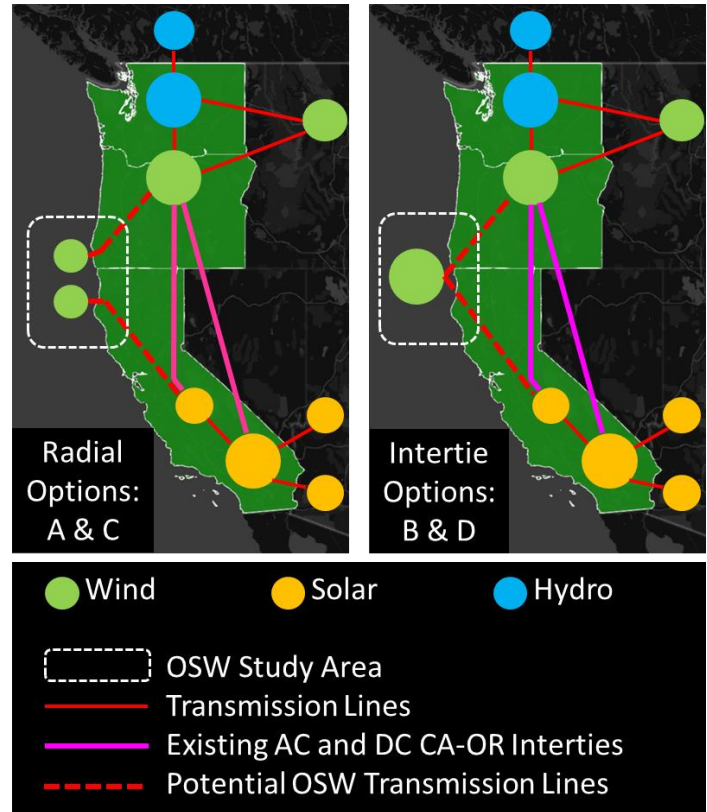 Radial
Options:
A & C
Intertie
Options:
B & D
Wind
Solar
Hydro
OSW Study Area
Transmission Lines
Existing AC and DC CA-OR Interties
Potential OSW Transmission Lines